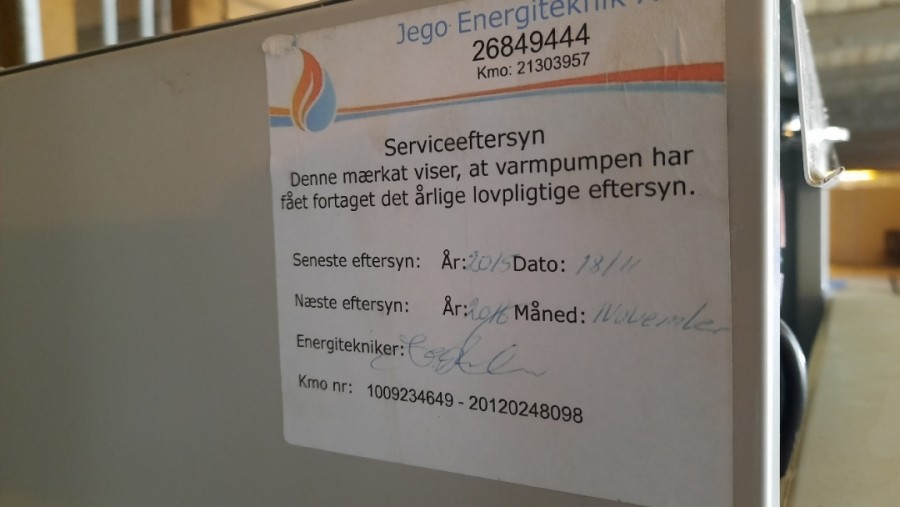 Jego Energiteknik
26849444
Kmo: 21303957
Serviceeftersyn
Denne mærkat viser, at varmpumpen har
fået fortaget det årlige lovpligtige eftersyn.
Seneste eftersyn: År: 2015 Dato: 18/11
Næste eftersyn: År: 2016 Måned: November
Energitekniker:
Kmo nr: 1009234649 - 20120248098